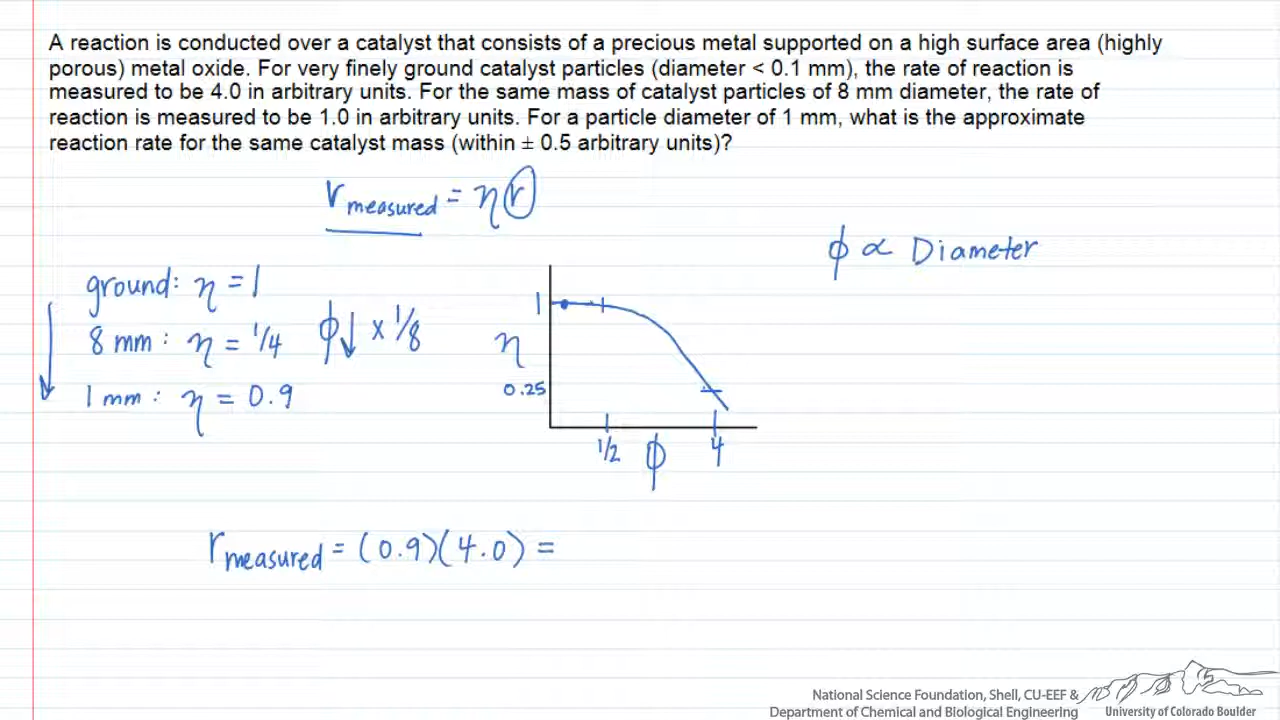 A reaction is conducted over a catalyst that consists of a precious metal supported on a high surface area (highly
porous) metal oxide. For very finely ground catalyst particles (diameter < 0.1 mm), the rate of reaction is
measured to be 4.0 in arbitrary units. For the same mass of catalyst particles of 8 mm diameter, the rate of
reaction is measured to be 1.0 in arbitrary units. For a particle diameter of 1 mm, what is the approximate
reaction rate for the same catalyst mass (within ± 0.5 arbitrary units)?
r measured = η r
ϕ ∝ Diameter
ground: η = 1
8 mm: η = 1/4 ϕ↓ × 1/8
1 mm: η = 0.9
1
η
0.25
1/2 ϕ 4
r measured = (0.9)(4.0) =
National Science Foundation, Shell, CU-EEF &
Department of Chemical and Biological Engineering
University of Colorado Boulder